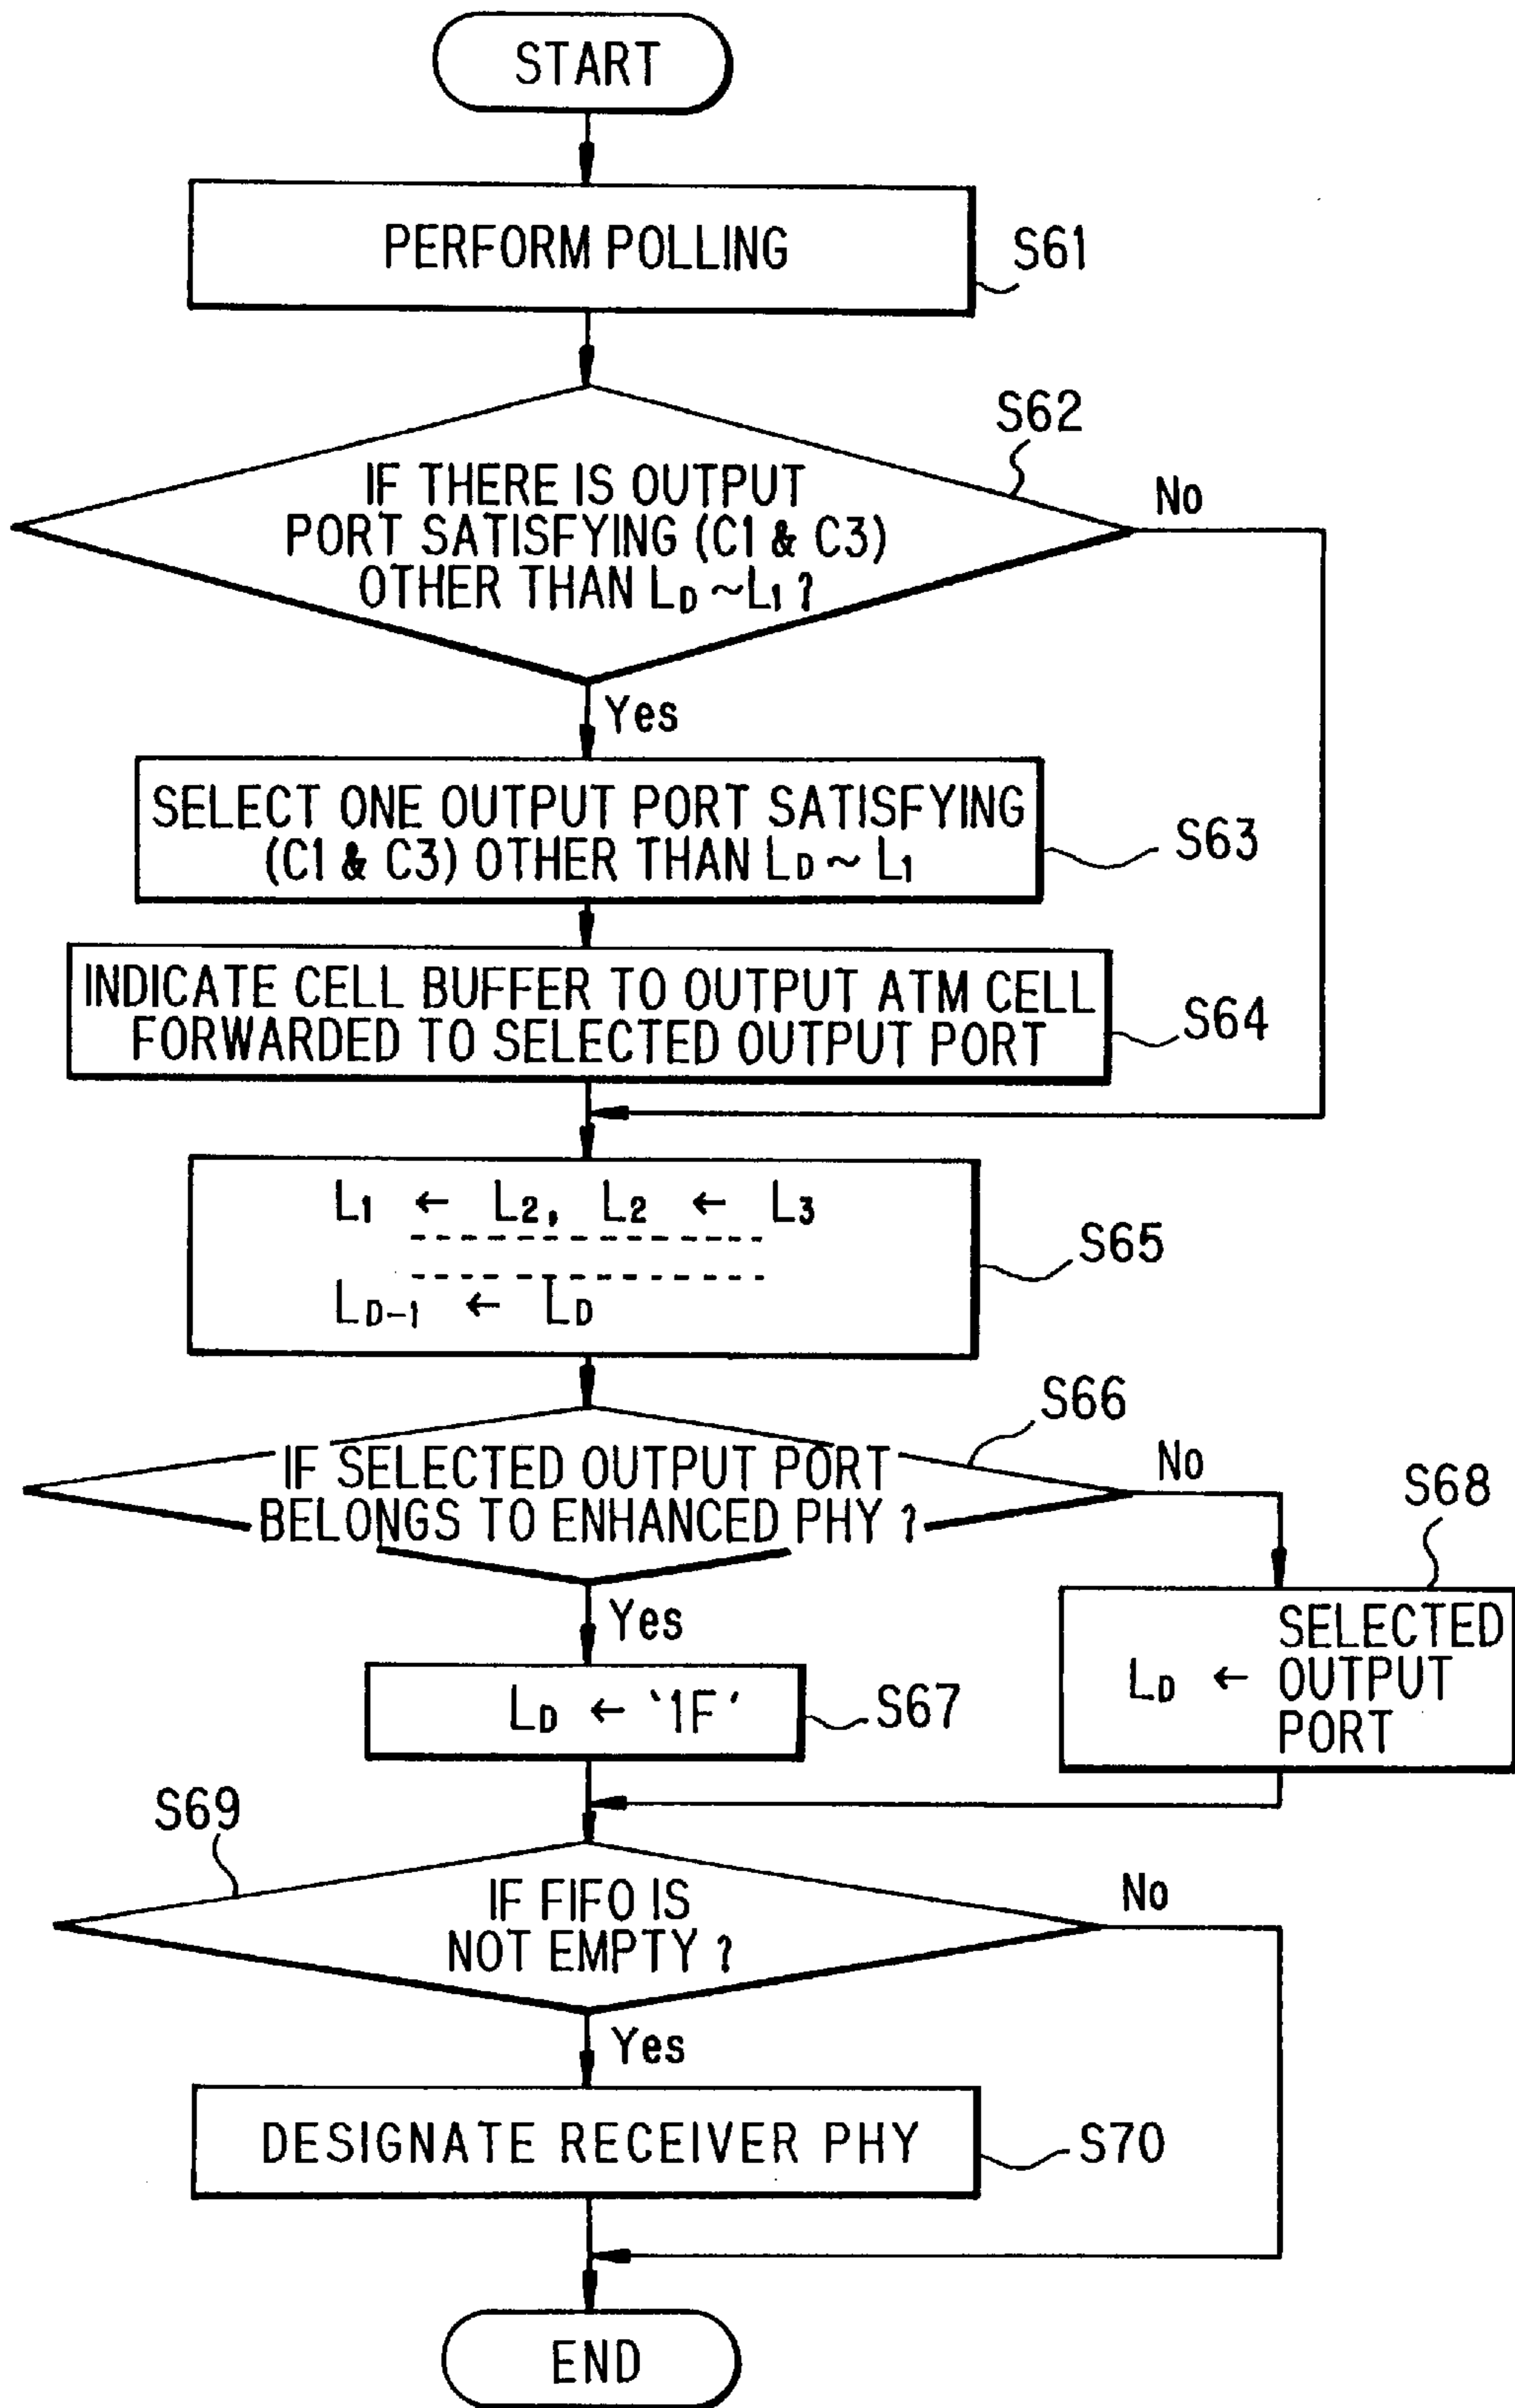 START
PERFORM POLLING
S61
S62
IF THERE IS OUTPUT
PORT SATISFYING (C1 & C3)
OTHER THAN LD ~ L1 ?
No
Yes
SELECT ONE OUTPUT PORT SATISFYING
(C1 & C3) OTHER THAN LD ~ L1
S63
INDICATE CELL BUFFER TO OUTPUT ATM CELL
FORWARDED TO SELECTED OUTPUT PORT
S64
L1 ← L2, L2 ← L3
LD-1 ← LD
S65
S66
IF SELECTED OUTPUT PORT
BELONGS TO ENHANCED PHY ?
No
Yes
S68
LD ← SELECTED
OUTPUT
PORT
LD ← '1F'
S67
S69
IF FIFO IS
NOT EMPTY ?
No
Yes
DESIGNATE RECEIVER PHY
S70
END